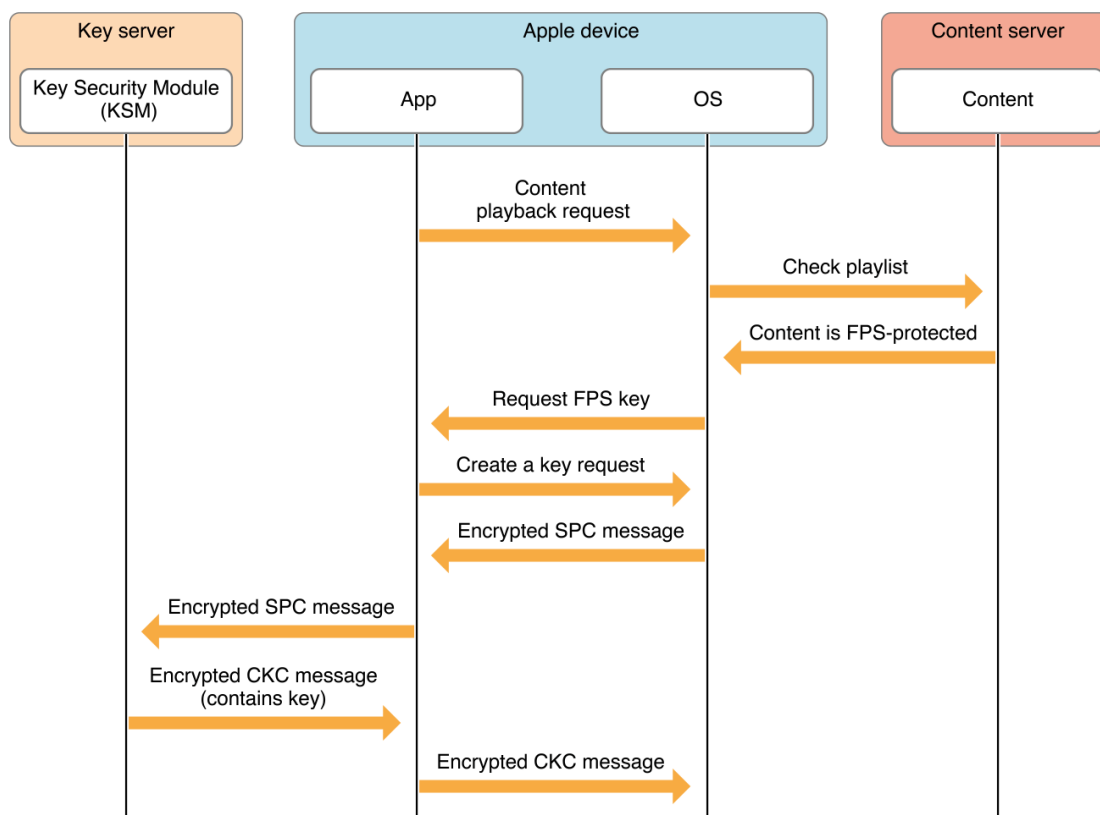 Key server
Apple device
Content server
Key Security Module
(KSM)
App
OS
Content
Content
playback request
Check playlist
Content is FPS-protected
Request FPS key
Create a key request
Encrypted SPC message
Encrypted SPC message
Encrypted CKC message
(contains key)
Encrypted CKC message